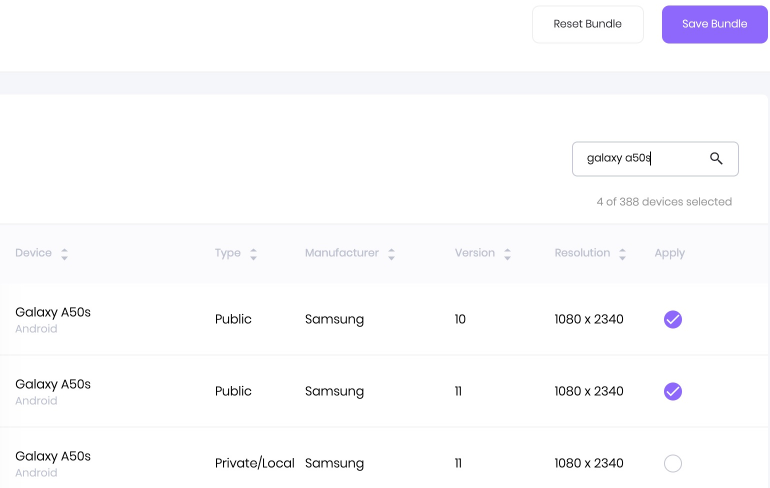 Reset Bundle Save Bundle
galaxy a50s
4 of 388 devices selected
Device Type Manufacturer Version Resolution Apply
Galaxy A50s
Android
Public Samsung 10 1080 x 2340
Galaxy A50s
Android
Public Samsung 11 1080 x 2340
Galaxy A50s
Android
Private/Local Samsung 11 1080 x 2340